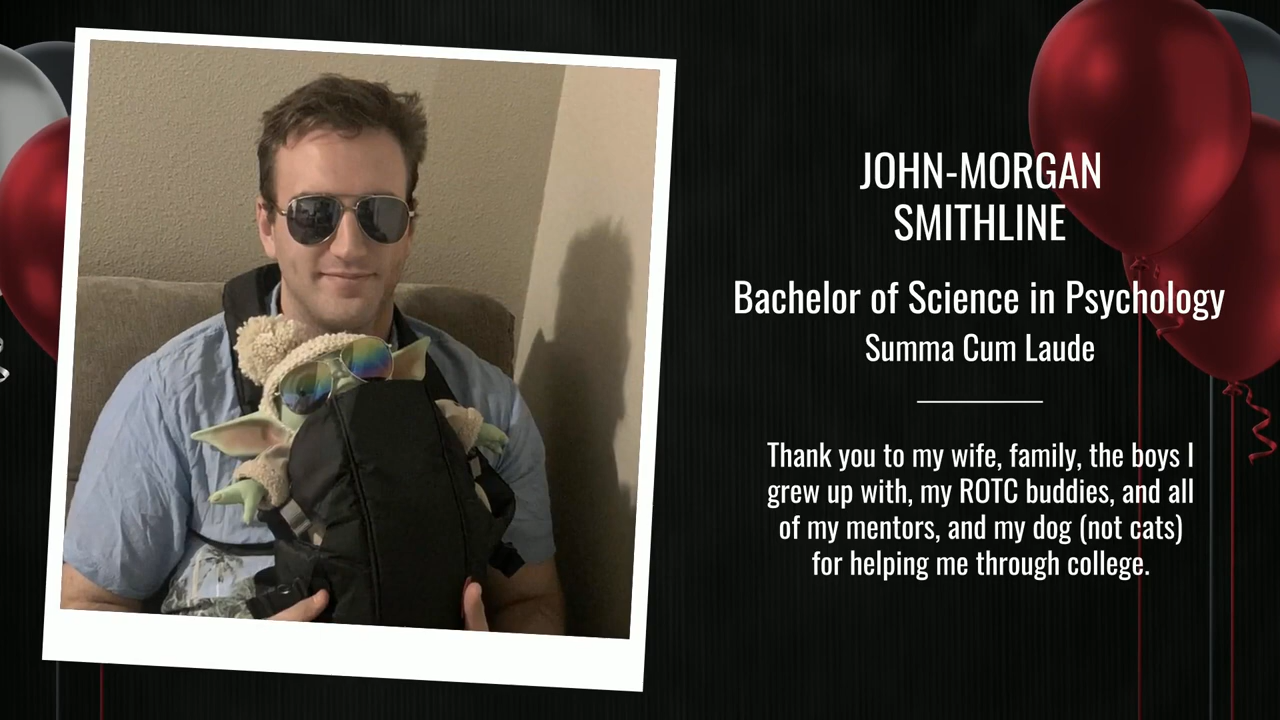 JOHN-MORGAN
SMITHLINE
Bachelor of Science in Psychology
Summa Cum Laude
Thank you to my wife, family, the boys I
grew up with, my ROTC buddies, and all
of my mentors, and my dog (not cats)
for helping me through college.